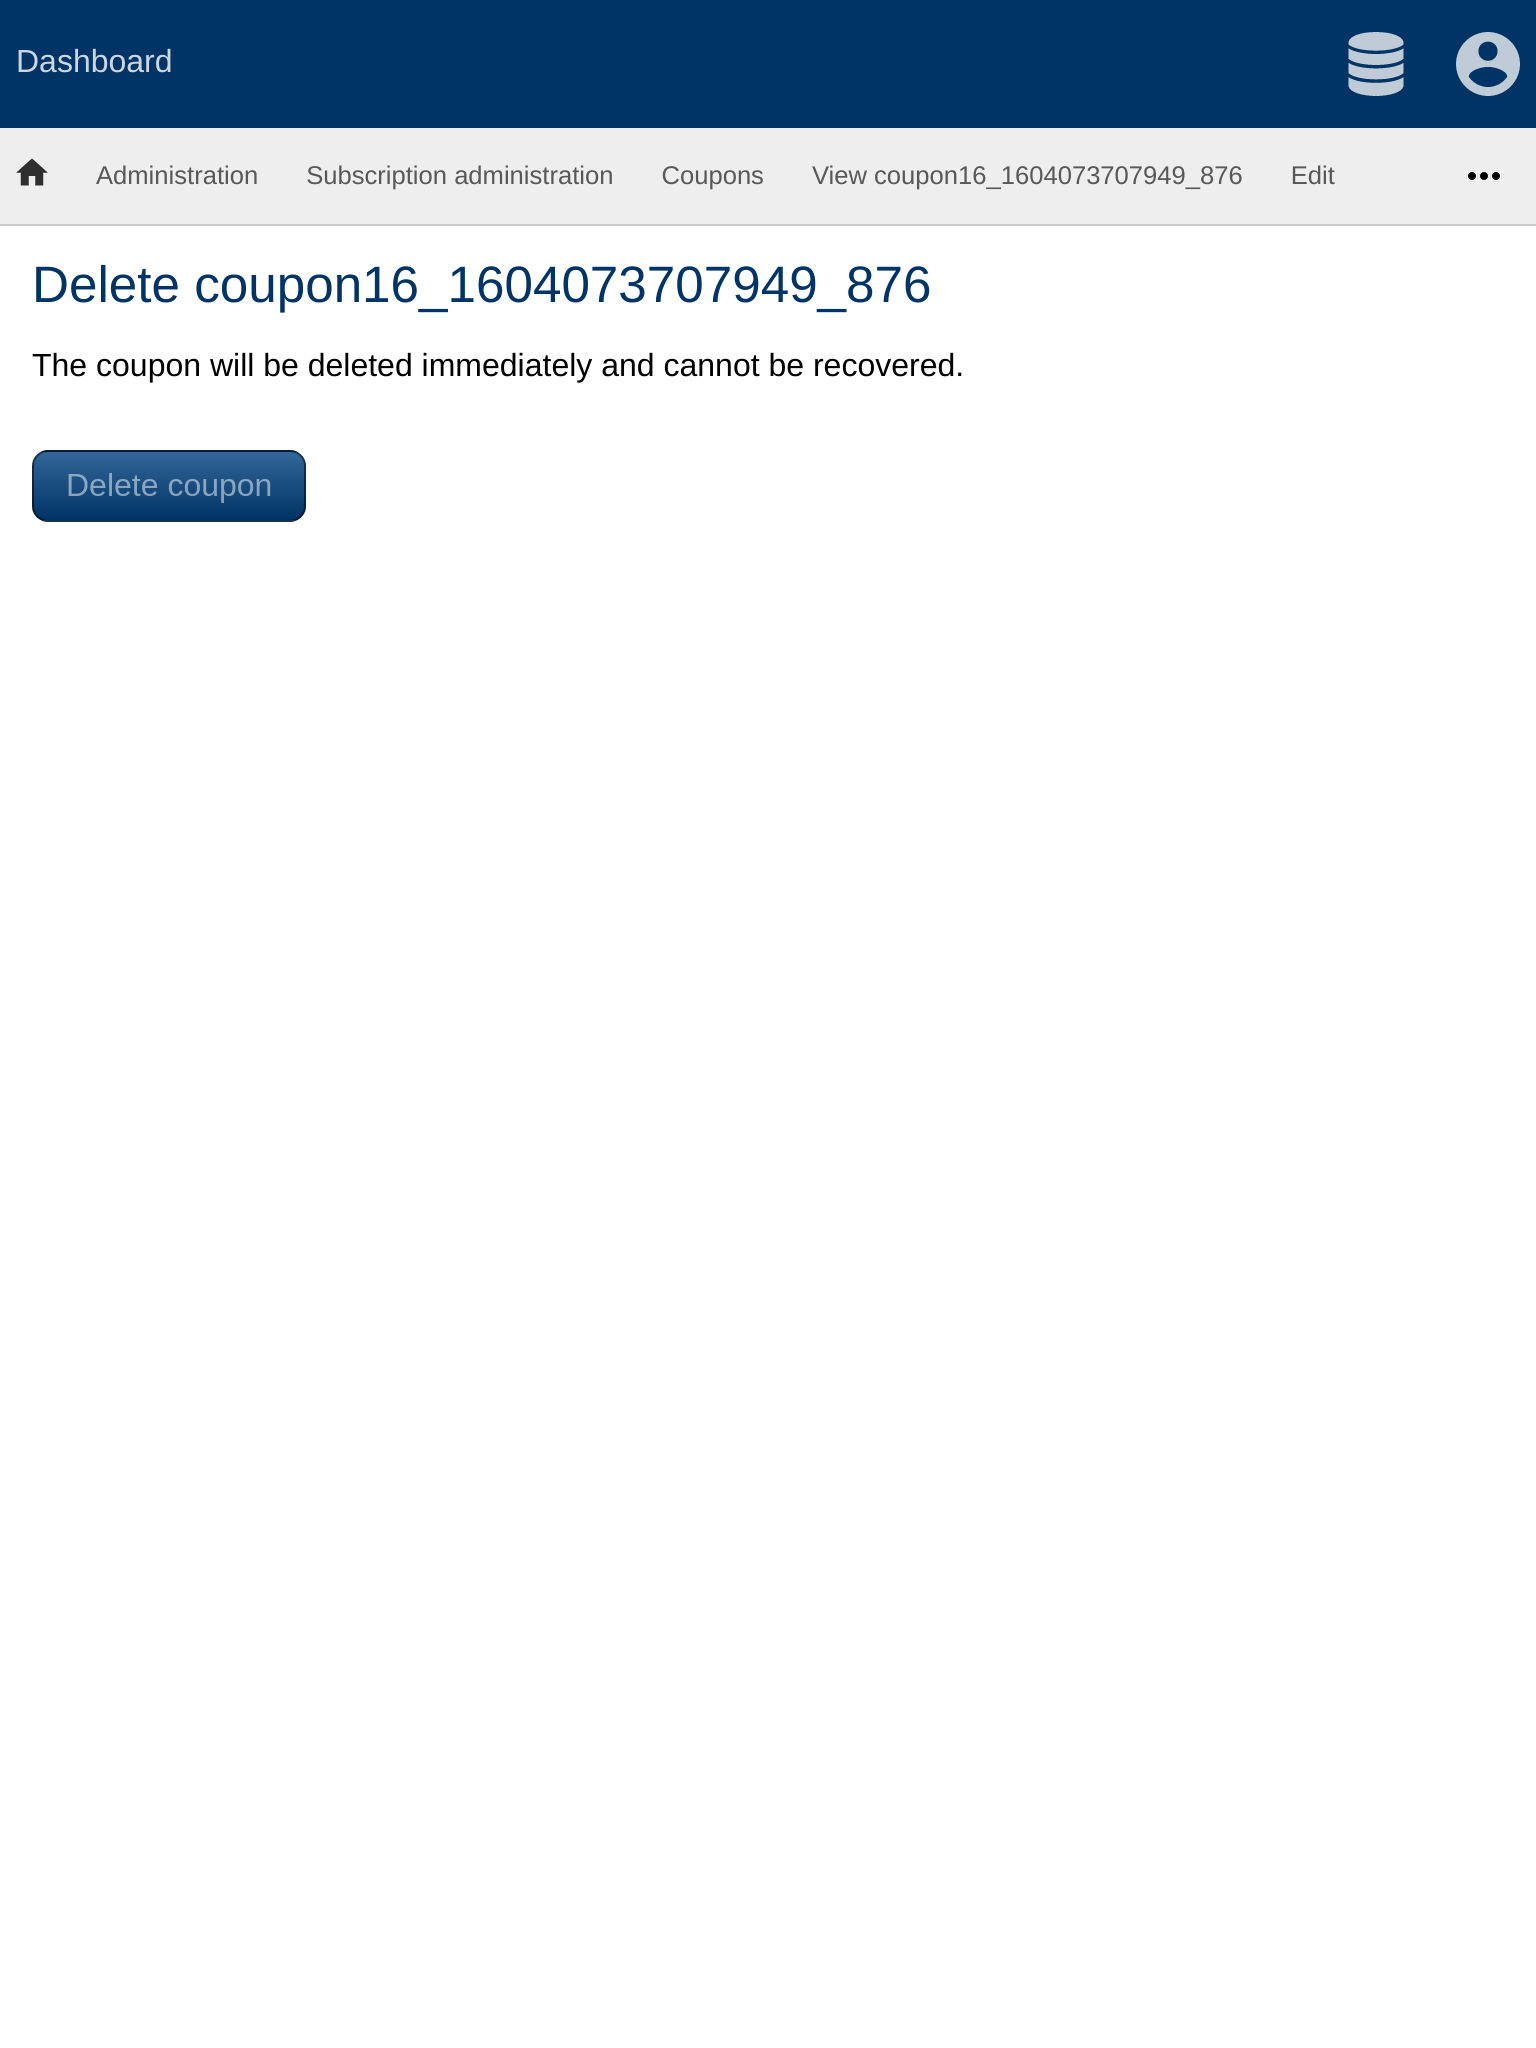 Dashboard
Administration Subscription administration Coupons View coupon16_1604073707949_876 Edit
Delete coupon16_1604073707949_876
The coupon will be deleted immediately and cannot be recovered.
Delete coupon